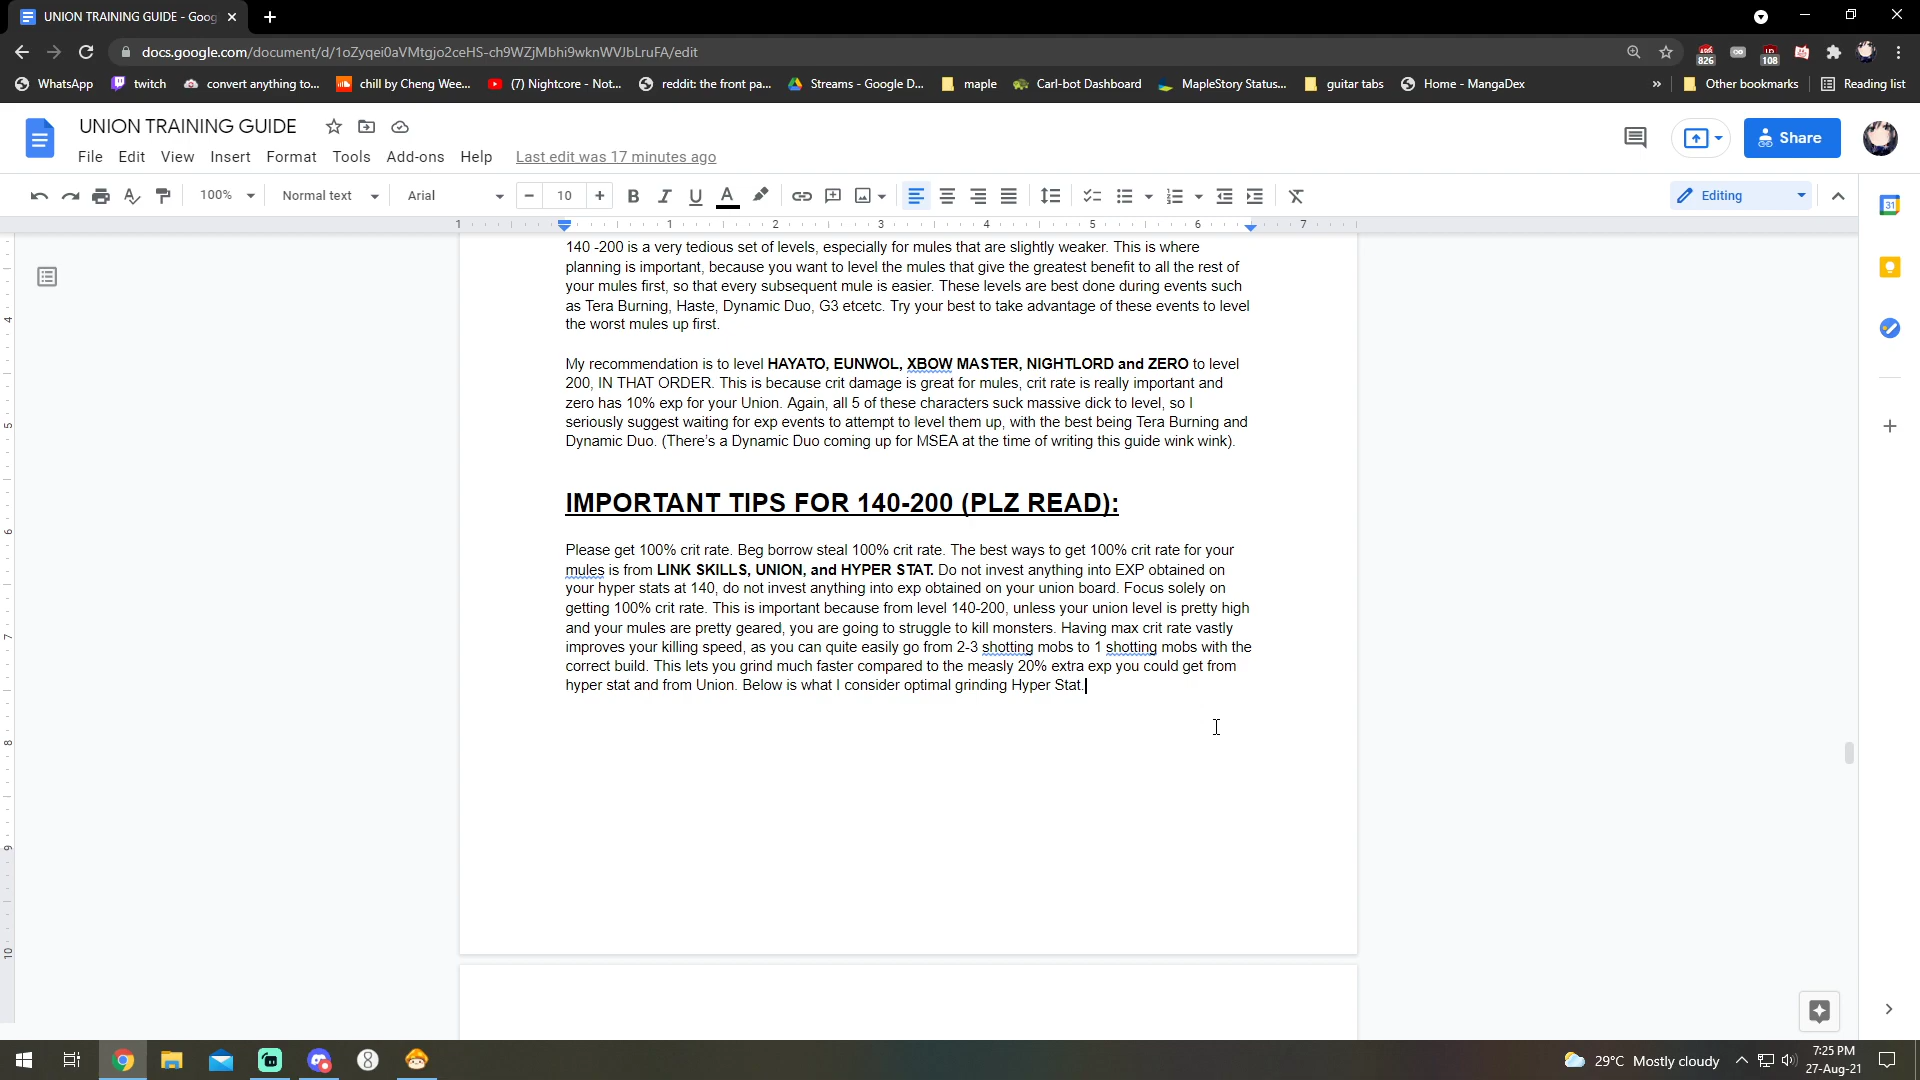 UNION TRAINING GUIDE - Goog
docs.google.com/document/d/1oZyqei0aVMtgjo2ceHS-ch9WZjMbhi9wknWVJbLruFA/edit
826
108
WhatsApp
twitch
convert anything to...
chill by Cheng Wee...
(7) Nightcore - Not...
reddit: the front pa...
Streams - Google D...
maple
Carl-bot Dashboard
MapleStory Status...
guitar tabs
Home - MangaDex
»
Other bookmarks
Reading list
UNION TRAINING GUIDE
Share
File
Edit
View
Insert
Format
Tools
Add-ons
Help
Last edit was 17 minutes ago
100%
Normal text
Arial
10
Editing
31
1 1 2 3 4 5 6 7
4
5
6
7
8
9
10
140 -200 is a very tedious set of levels, especially for mules that are slightly weaker. This is where
planning is important, because you want to level the mules that give the greatest benefit to all the rest of
your mules first, so that every subsequent mule is easier. These levels are best done during events such
as Tera Burning, Haste, Dynamic Duo, G3 etcetc. Try your best to take advantage of these events to level
the worst mules up first.
My recommendation is to level HAYATO, EUNWOL, XBOW MASTER, NIGHTLORD and ZERO to level
200, IN THAT ORDER. This is because crit damage is great for mules, crit rate is really important and
zero has 10% exp for your Union. Again, all 5 of these characters suck massive dick to level, so I
seriously suggest waiting for exp events to attempt to level them up, with the best being Tera Burning and
Dynamic Duo. (There's a Dynamic Duo coming up for MSEA at the time of writing this guide wink wink).
IMPORTANT TIPS FOR 140-200 (PLZ READ):
Please get 100% crit rate. Beg borrow steal 100% crit rate. The best ways to get 100% crit rate for your
mules is from LINK SKILLS, UNION, and HYPER STAT. Do not invest anything into EXP obtained on
your hyper stats at 140, do not invest anything into exp obtained on your union board. Focus solely on
getting 100% crit rate. This is important because from level 140-200, unless your union level is pretty high
and your mules are pretty geared, you are going to struggle to kill monsters. Having max crit rate vastly
improves your killing speed, as you can quite easily go from 2-3 shotting mobs to 1 shotting mobs with the
correct build. This lets you grind much faster compared to the measly 20% extra exp you could get from
hyper stat and from Union. Below is what I consider optimal grinding Hyper Stat.
29°C Mostly cloudy
7:25 PM
27-Aug-21